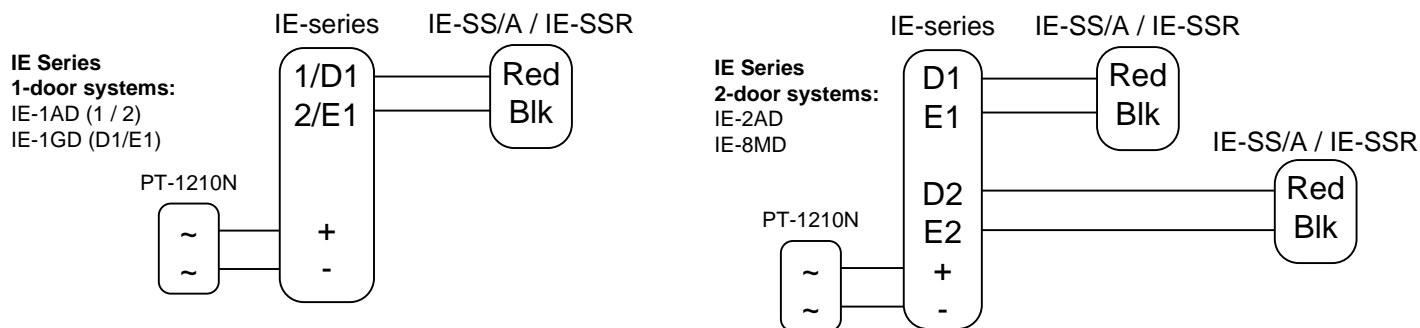 IE-series
IE-SS/A / IE-SSR
IE Series
1-door systems:
IE-1AD (1 / 2)
IE-1GD (D1/E1)
1/D1
2/E1
Red
Blk
PT-1210N
~
~
+
-
IE-series
IE-SS/A / IE-SSR
IE Series
2-door systems:
IE-2AD
IE-8MD
D1
E1
Red
Blk
IE-SS/A / IE-SSR
D2
E2
Red
Blk
PT-1210N
~
~
+
-